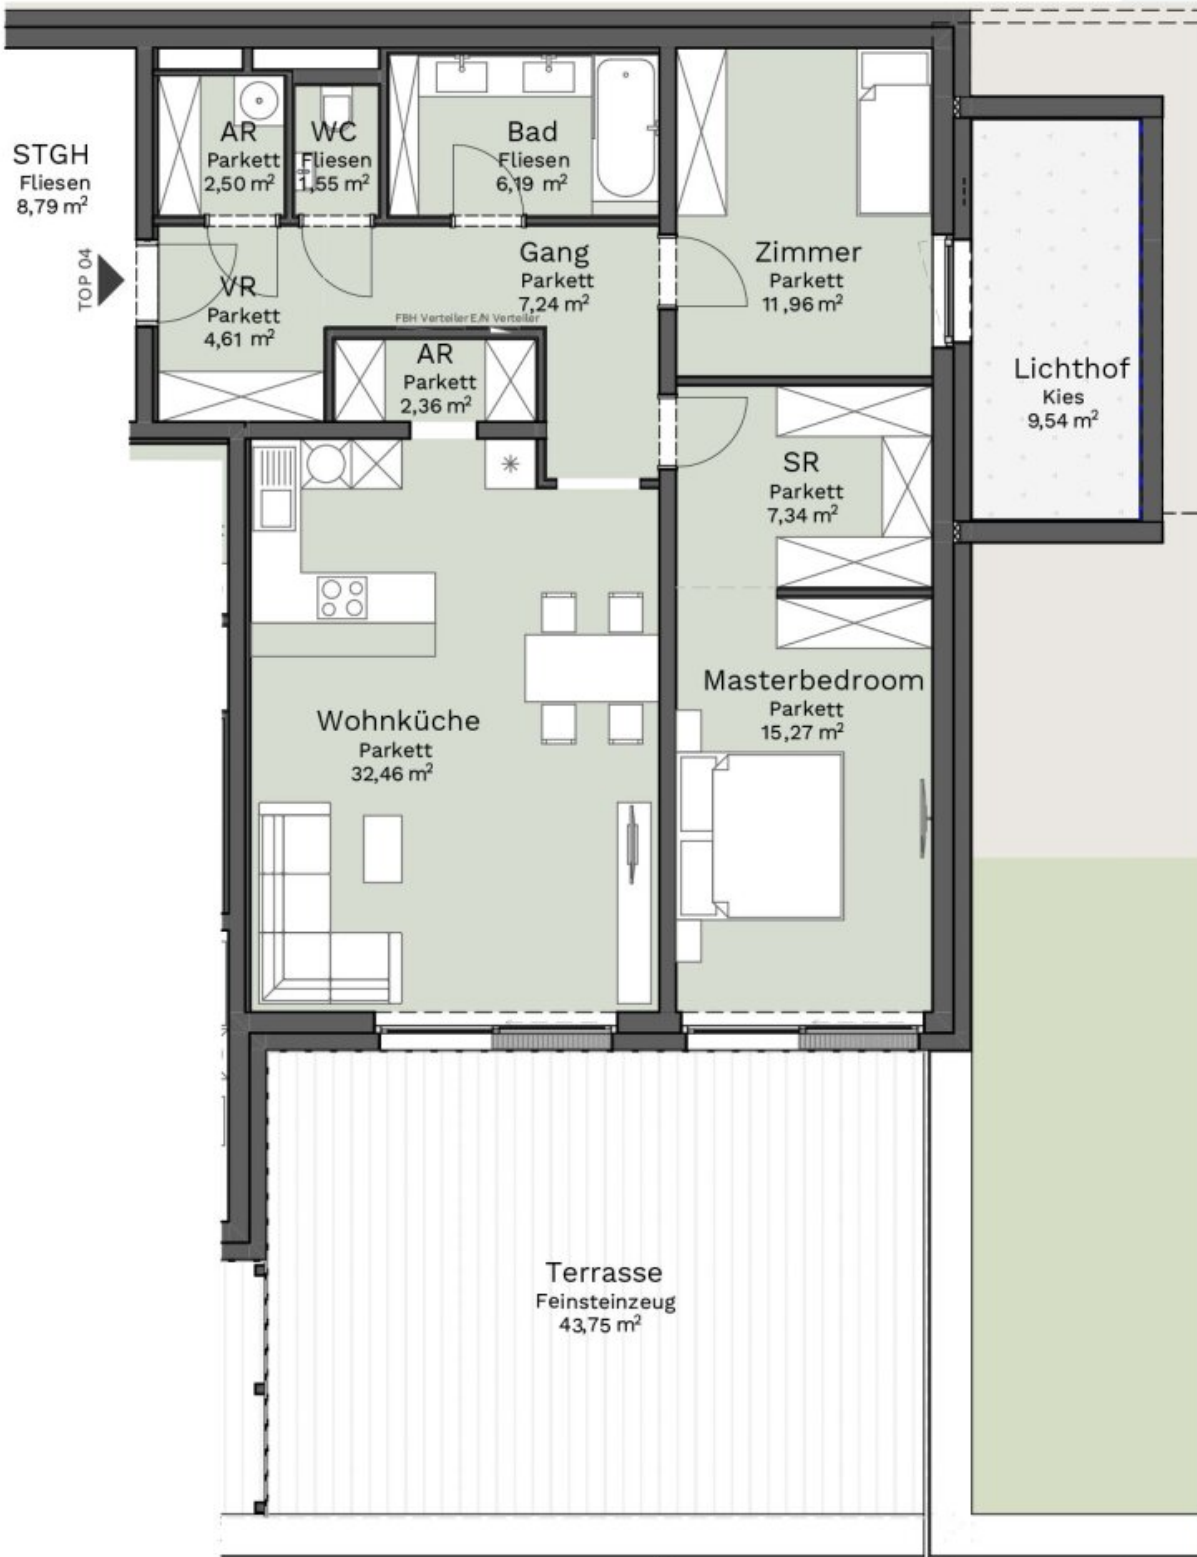 STGH
Fliesen
8,79 m²
TOP 04
AR
Parkett
2,50 m²
WC
Fliesen
1,55 m²
Bad
Fliesen
6,19 m²
VR
Parkett
4,61 m²
Gang
Parkett
7,24 m²
FBH Verteiler E/N Verteiler
AR
Parkett
2,36 m²
Zimmer
Parkett
11,96 m²
Lichthof
Kies
9,54 m²
SR
Parkett
7,34 m²
Masterbedroom
Parkett
15,27 m²
Wohnküche
Parkett
32,46 m²
Terrasse
Feinsteinzeug
43,75 m²